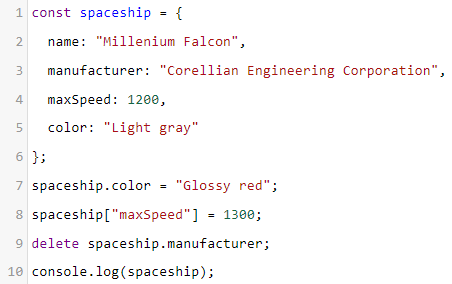 1 const spaceship = {
2   name: "Millenium Falcon",
3   manufacturer: "Corellian Engineering Corporation",
4   maxSpeed: 1200,
5   color: "Light gray"
6 };
7 spaceship.color = "Glossy red";
8 spaceship["maxSpeed"] = 1300;
9 delete spaceship.manufacturer;
10 console.log(spaceship);